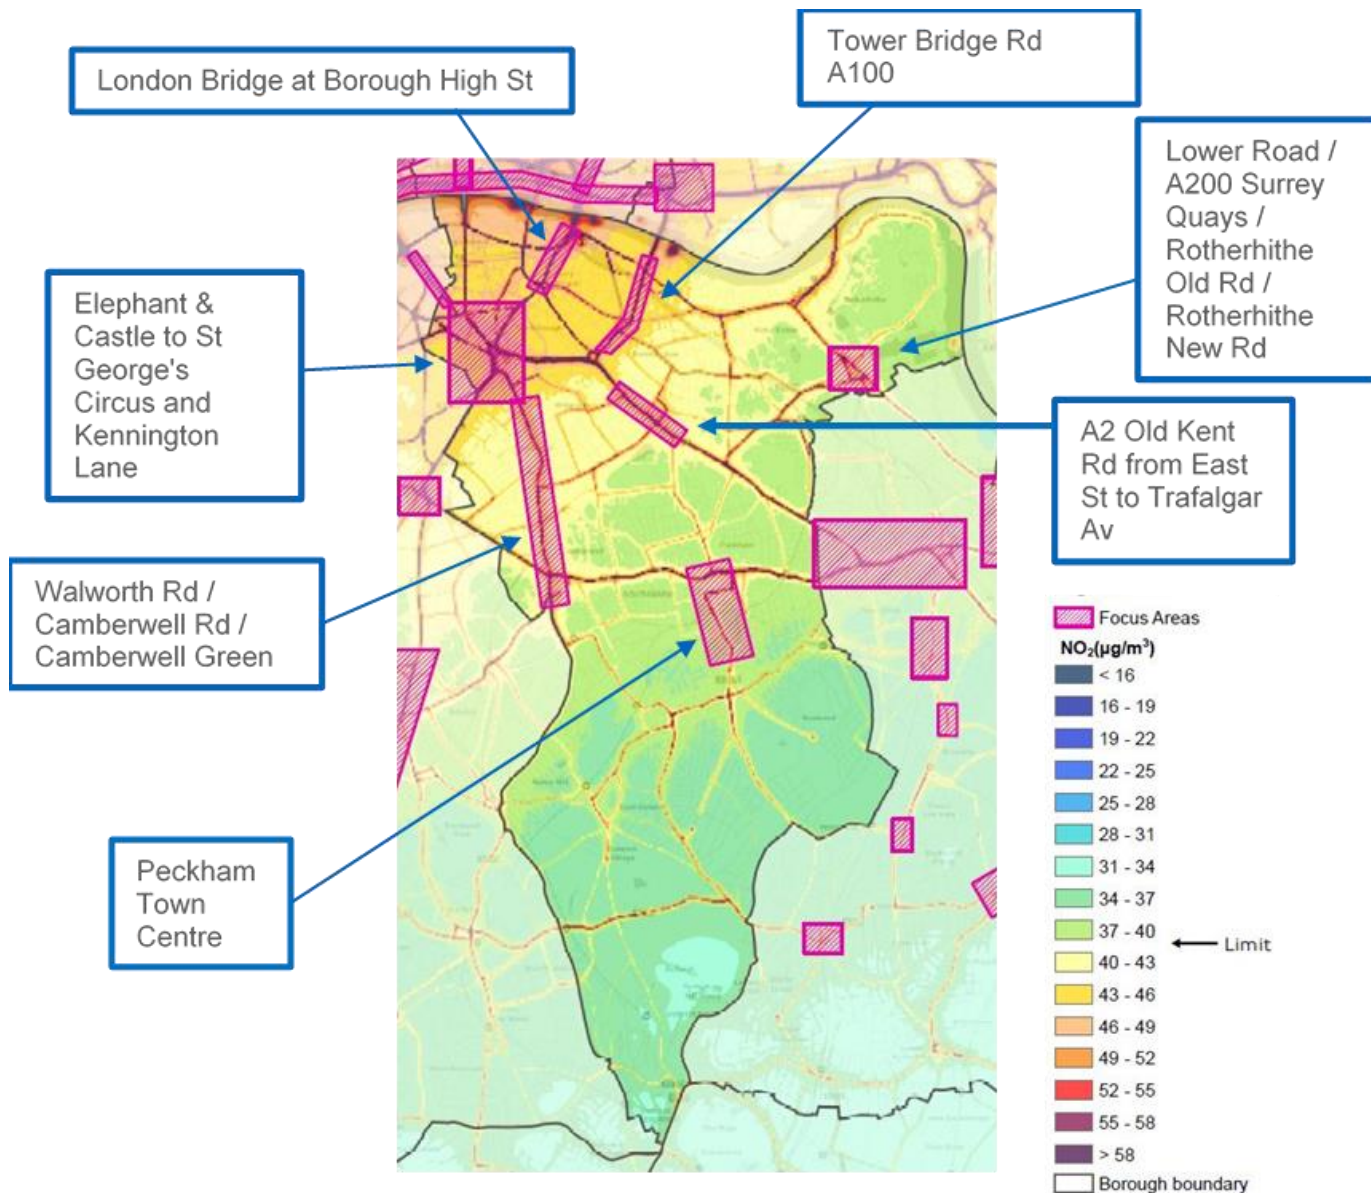 London Bridge at Borough High St
Tower Bridge Rd
A100
Lower Road /
A200 Surrey
Quays /
Rotherhithe
Old Rd /
Rotherhithe
New Rd
Elephant &
Castle to St
George's
Circus and
Kennington
Lane
A2 Old Kent
Rd from East
St to Trafalgar
Av
Walworth Rd /
Camberwell Rd /
Camberwell Green
Peckham
Town
Centre
Focus Areas
NO₂(µg/m³)
< 16
16 - 19
19 - 22
22 - 25
25 - 28
28 - 31
31 - 34
34 - 37
37 - 40
Limit
40 - 43
43 - 46
46 - 49
49 - 52
52 - 55
55 - 58
> 58
Borough boundary